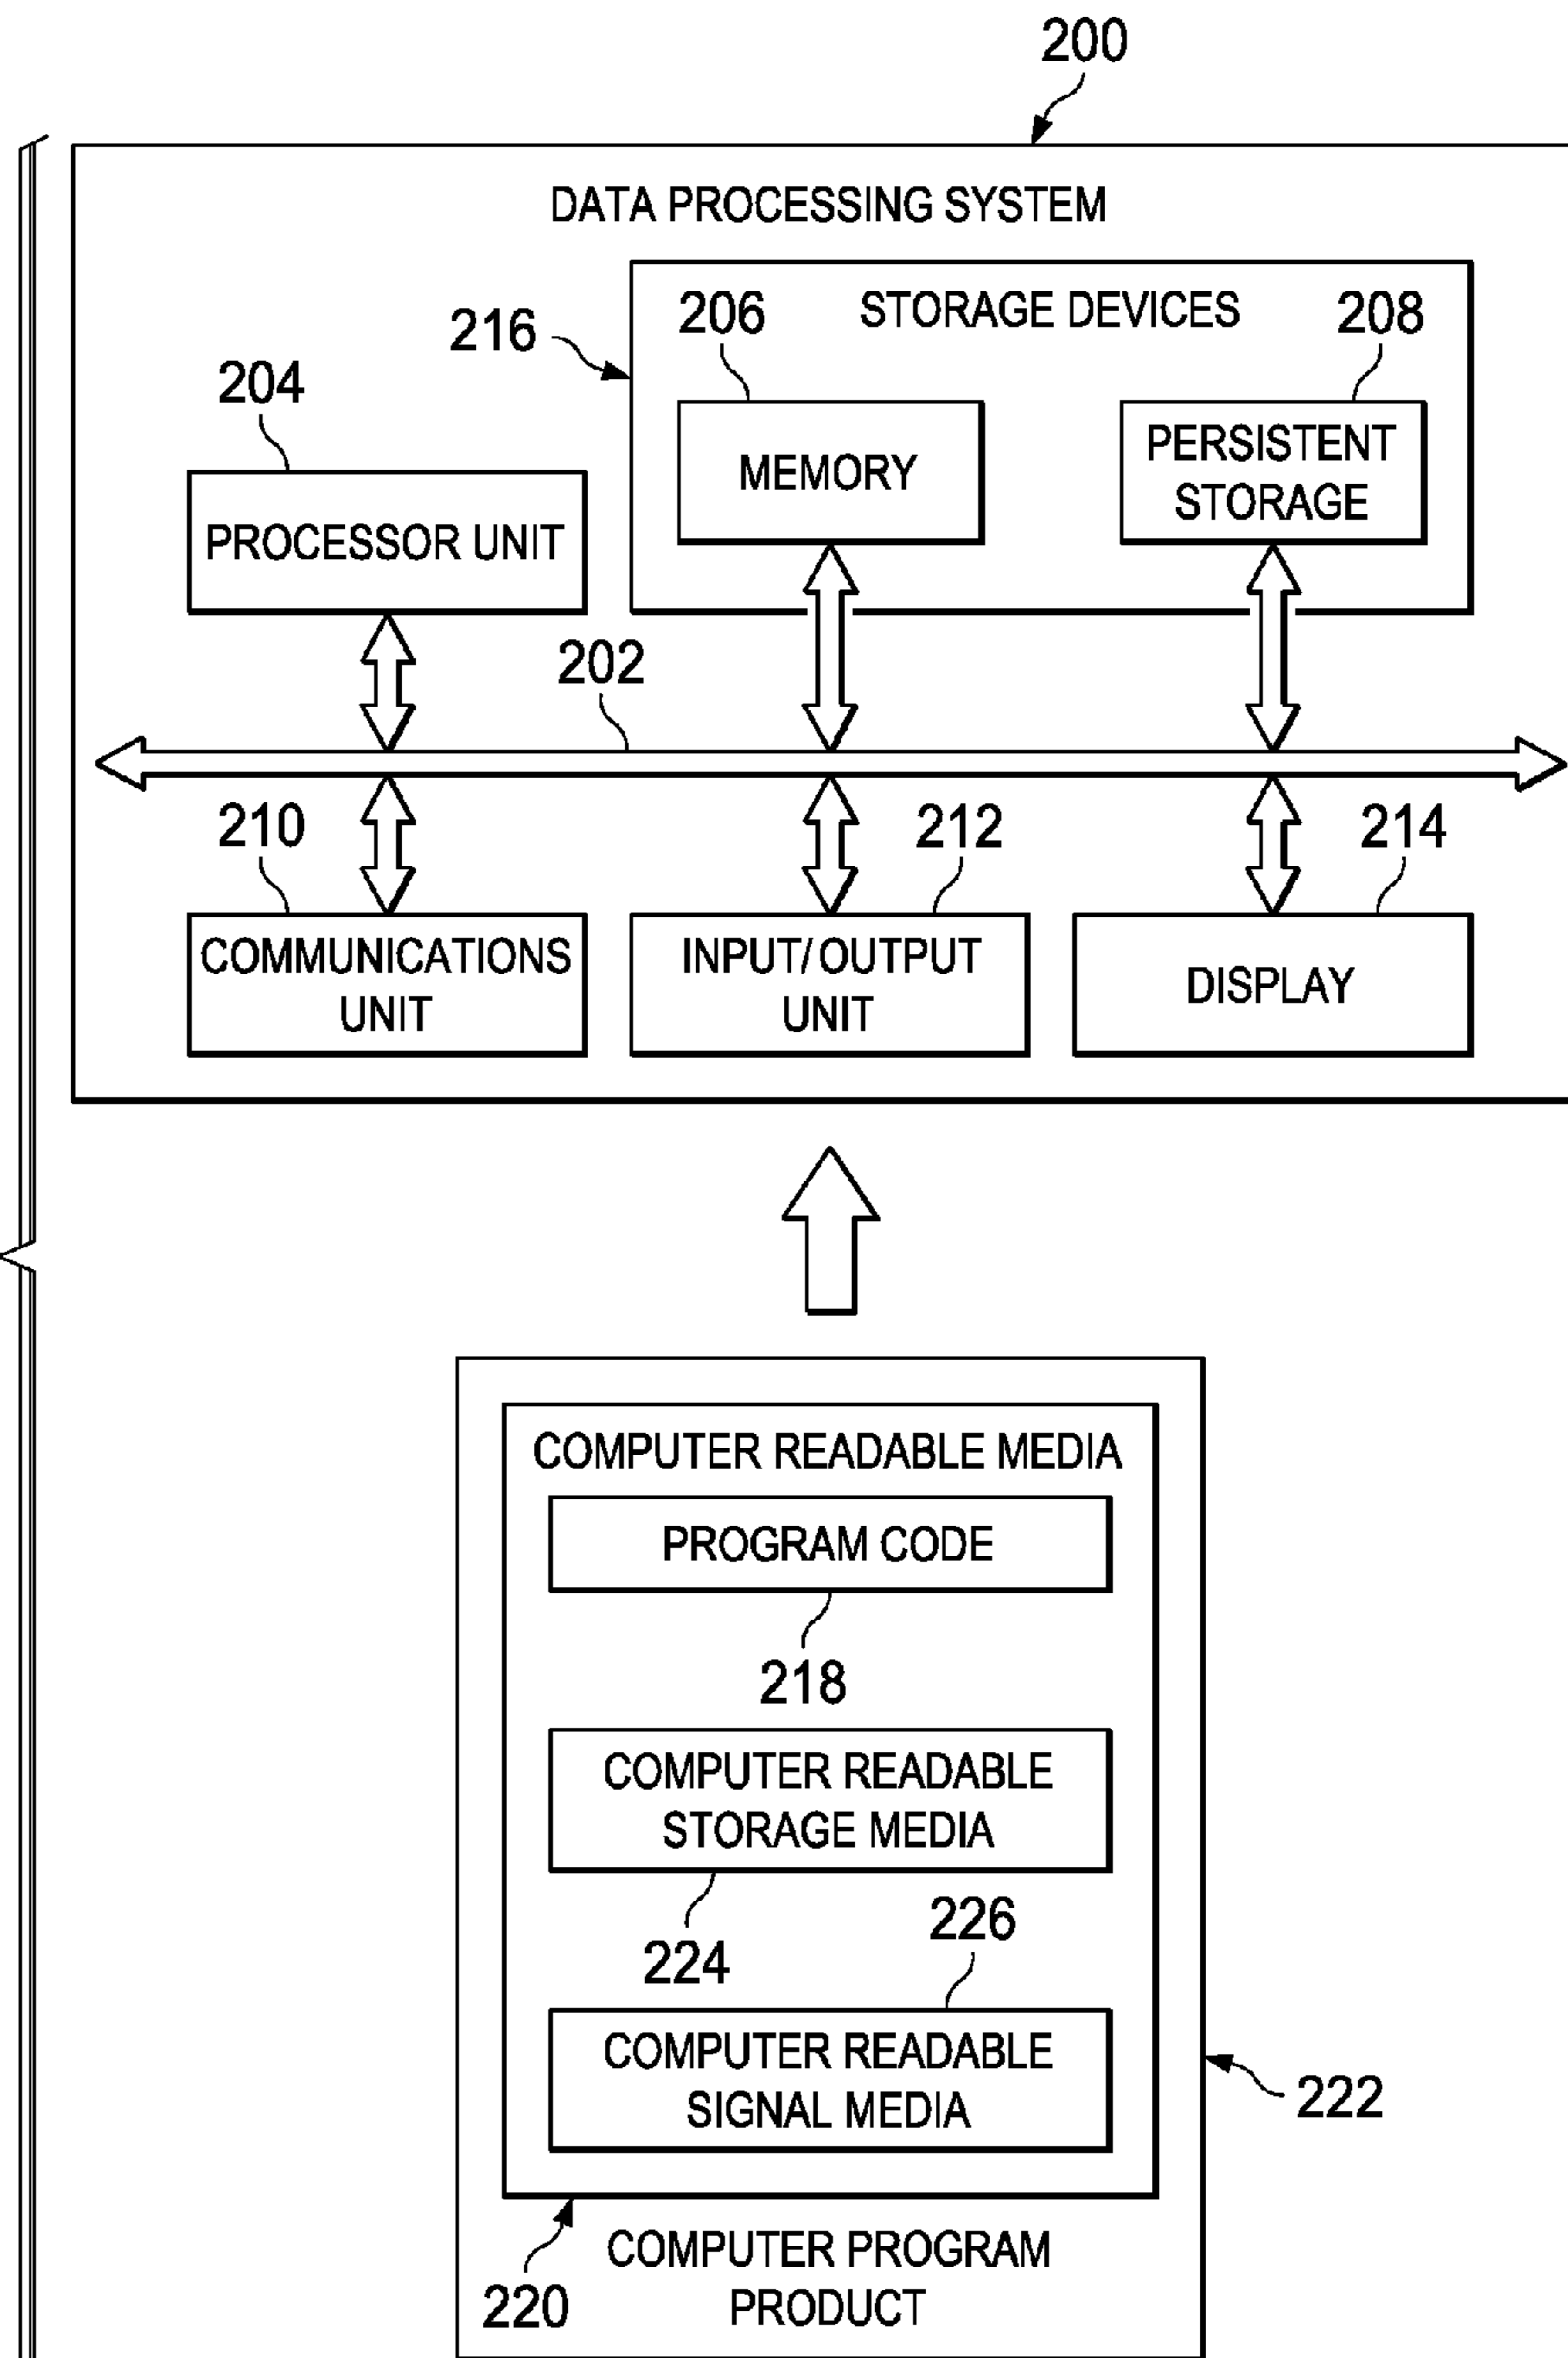 200
DATA PROCESSING SYSTEM
216
206
STORAGE DEVICES
208
204
MEMORY
PERSISTENT
STORAGE
PROCESSOR UNIT
202
210
212
214
COMMUNICATIONS
UNIT
INPUT/OUTPUT
UNIT
DISPLAY
COMPUTER READABLE MEDIA
PROGRAM CODE
218
COMPUTER READABLE
STORAGE MEDIA
224
226
COMPUTER READABLE
SIGNAL MEDIA
222
220
COMPUTER PROGRAM
PRODUCT